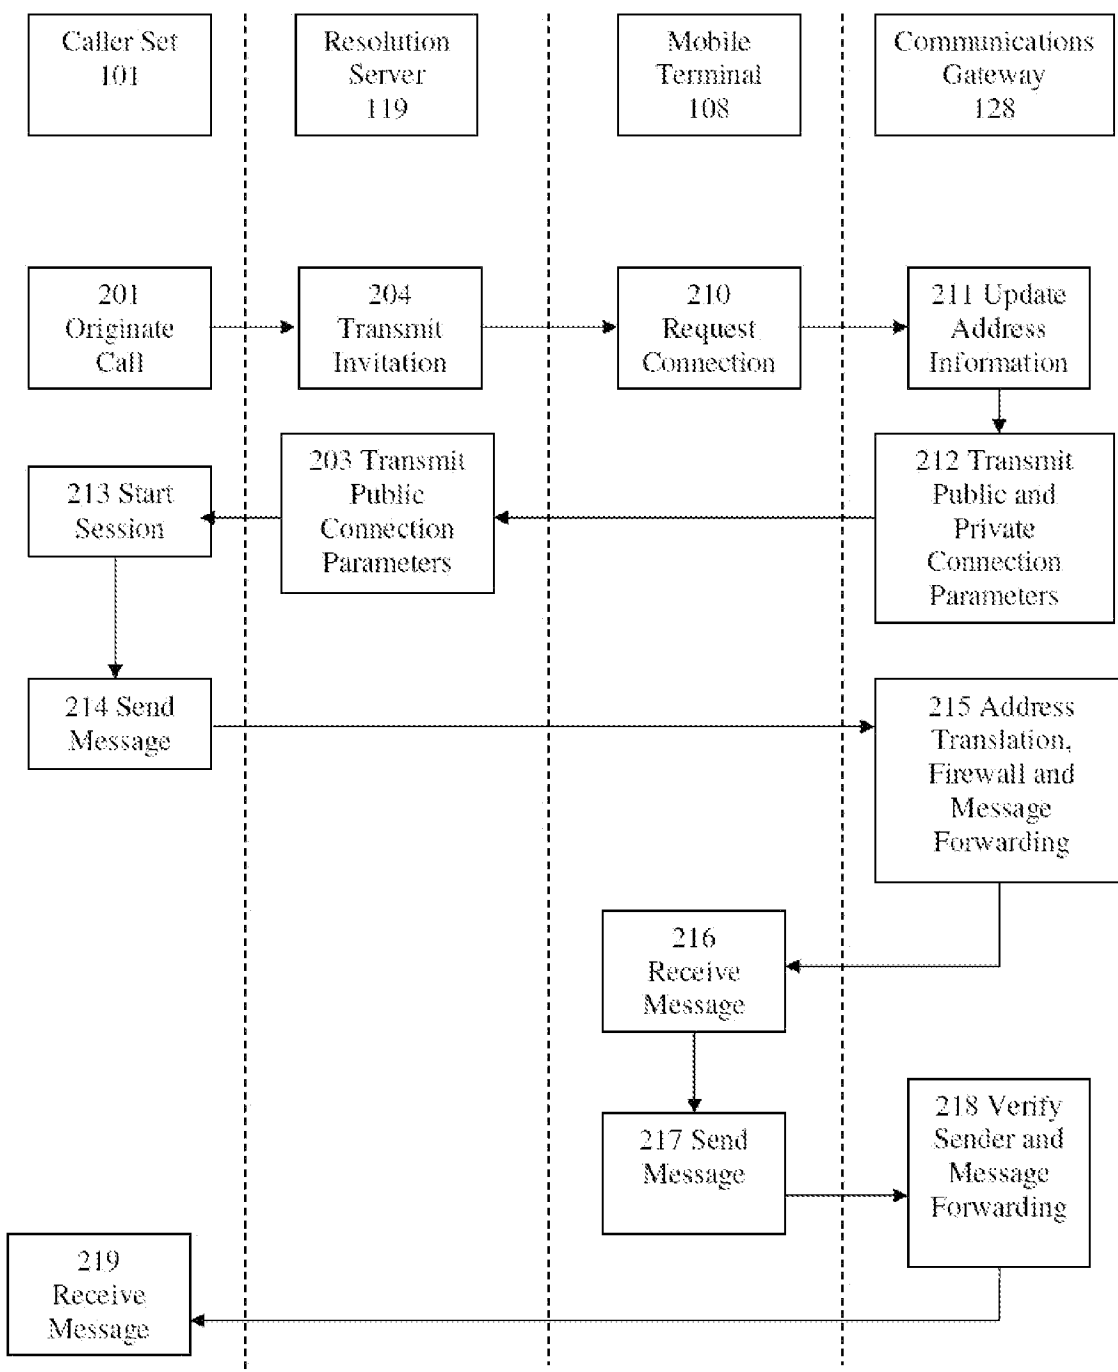 Caller Set
101
Resolution
Server
119
Mobile
Terminal
108
Communications
Gateway
128
201
Originate
Call
204
Transmit
Invitation
210
Request
Connection
211 Update
Address
Information
213 Start
Session
203 Transmit
Public
Connection
Parameters
212 Transmit
Public and
Private
Connection
Parameters
214 Send
Message
215 Address
Translation,
Firewall and
Message
Forwarding
216
Receive
Message
217 Send
Message
218 Verify
Sender and
Message
Forwarding
219
Receive
Message